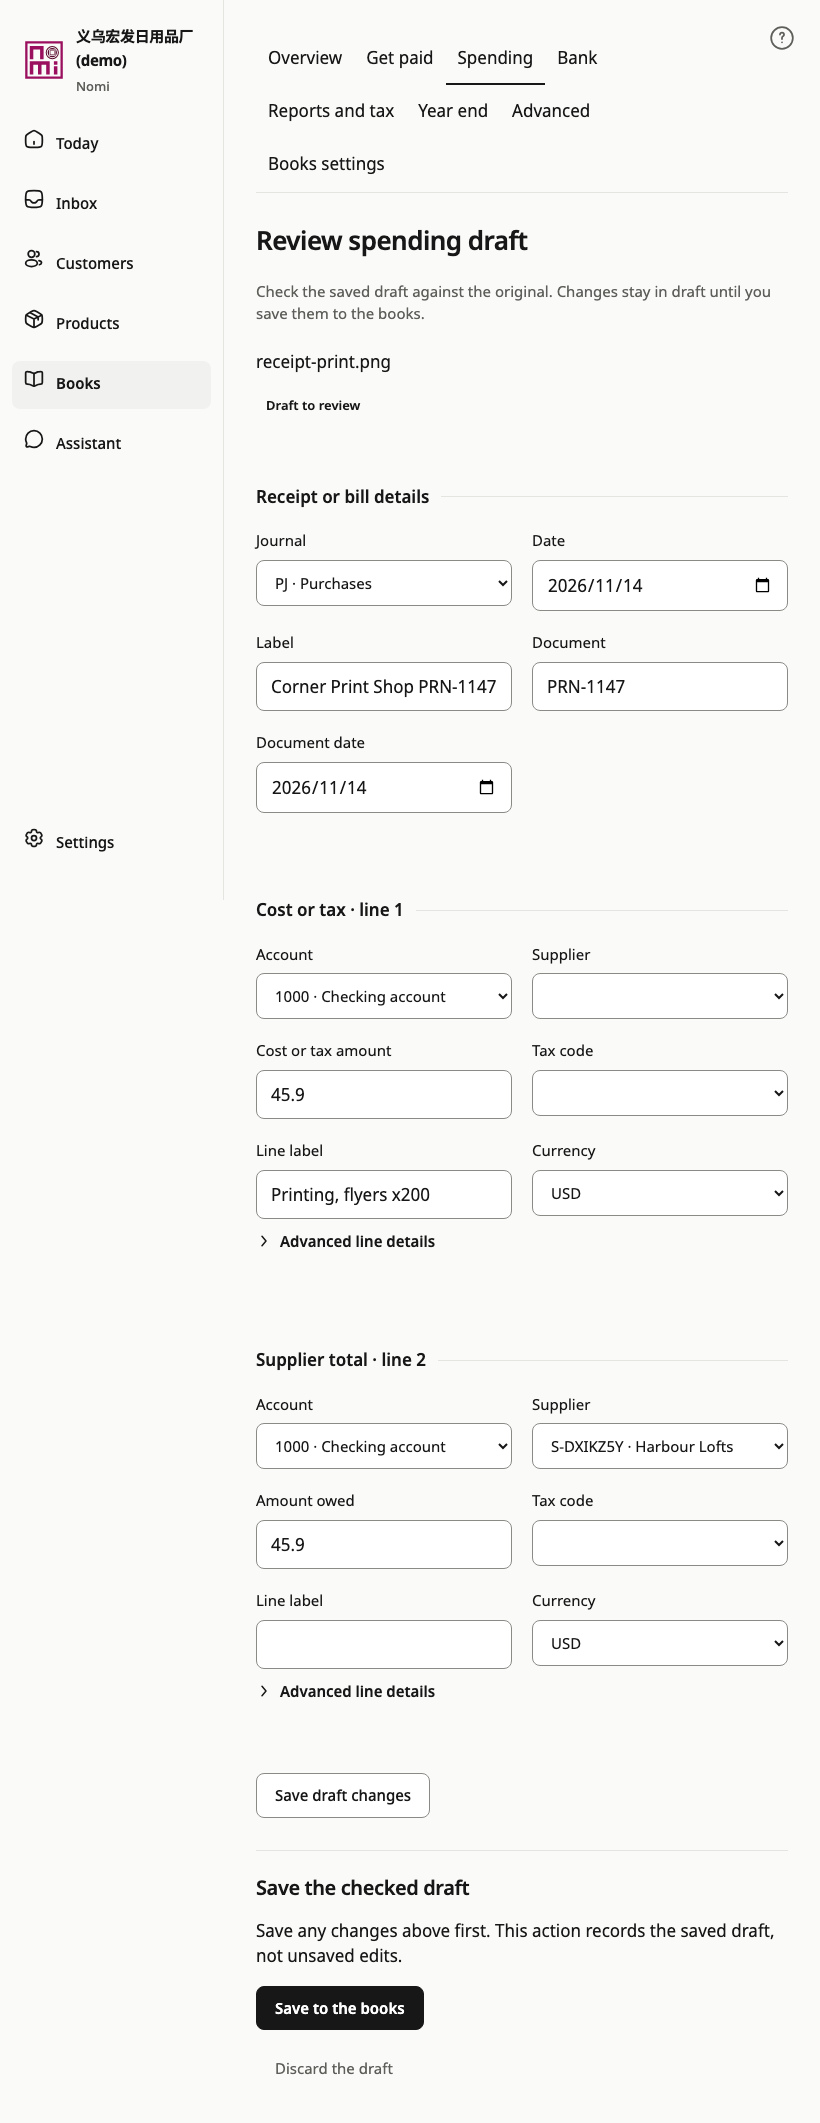 义乌宏发日用品厂
(demo)
Nomi
Today
Inbox
Customers
Products
Books
Assistant
Settings
Overview Get paid Spending Bank
Reports and tax Year end Advanced
Books settings
Review spending draft
Check the saved draft against the original. Changes stay in draft until you
save them to the books.
receipt-print.png
Draft to review
Receipt or bill details
Journal Date
PJ · Purchases 2026/11/14
Label Document
Corner Print Shop PRN-1147 PRN-1147
Document date
2026/11/14
Cost or tax · line 1
Account Supplier
1000 · Checking account
Cost or tax amount Tax code
45.9
Line label Currency
Printing, flyers x200 USD
Advanced line details
Supplier total · line 2
Account Supplier
1000 · Checking account S-DXIKZ5Y · Harbour Lofts
Amount owed Tax code
45.9
Line label Currency
USD
Advanced line details
Save draft changes
Save the checked draft
Save any changes above first. This action records the saved draft,
not unsaved edits.
Save to the books
Discard the draft